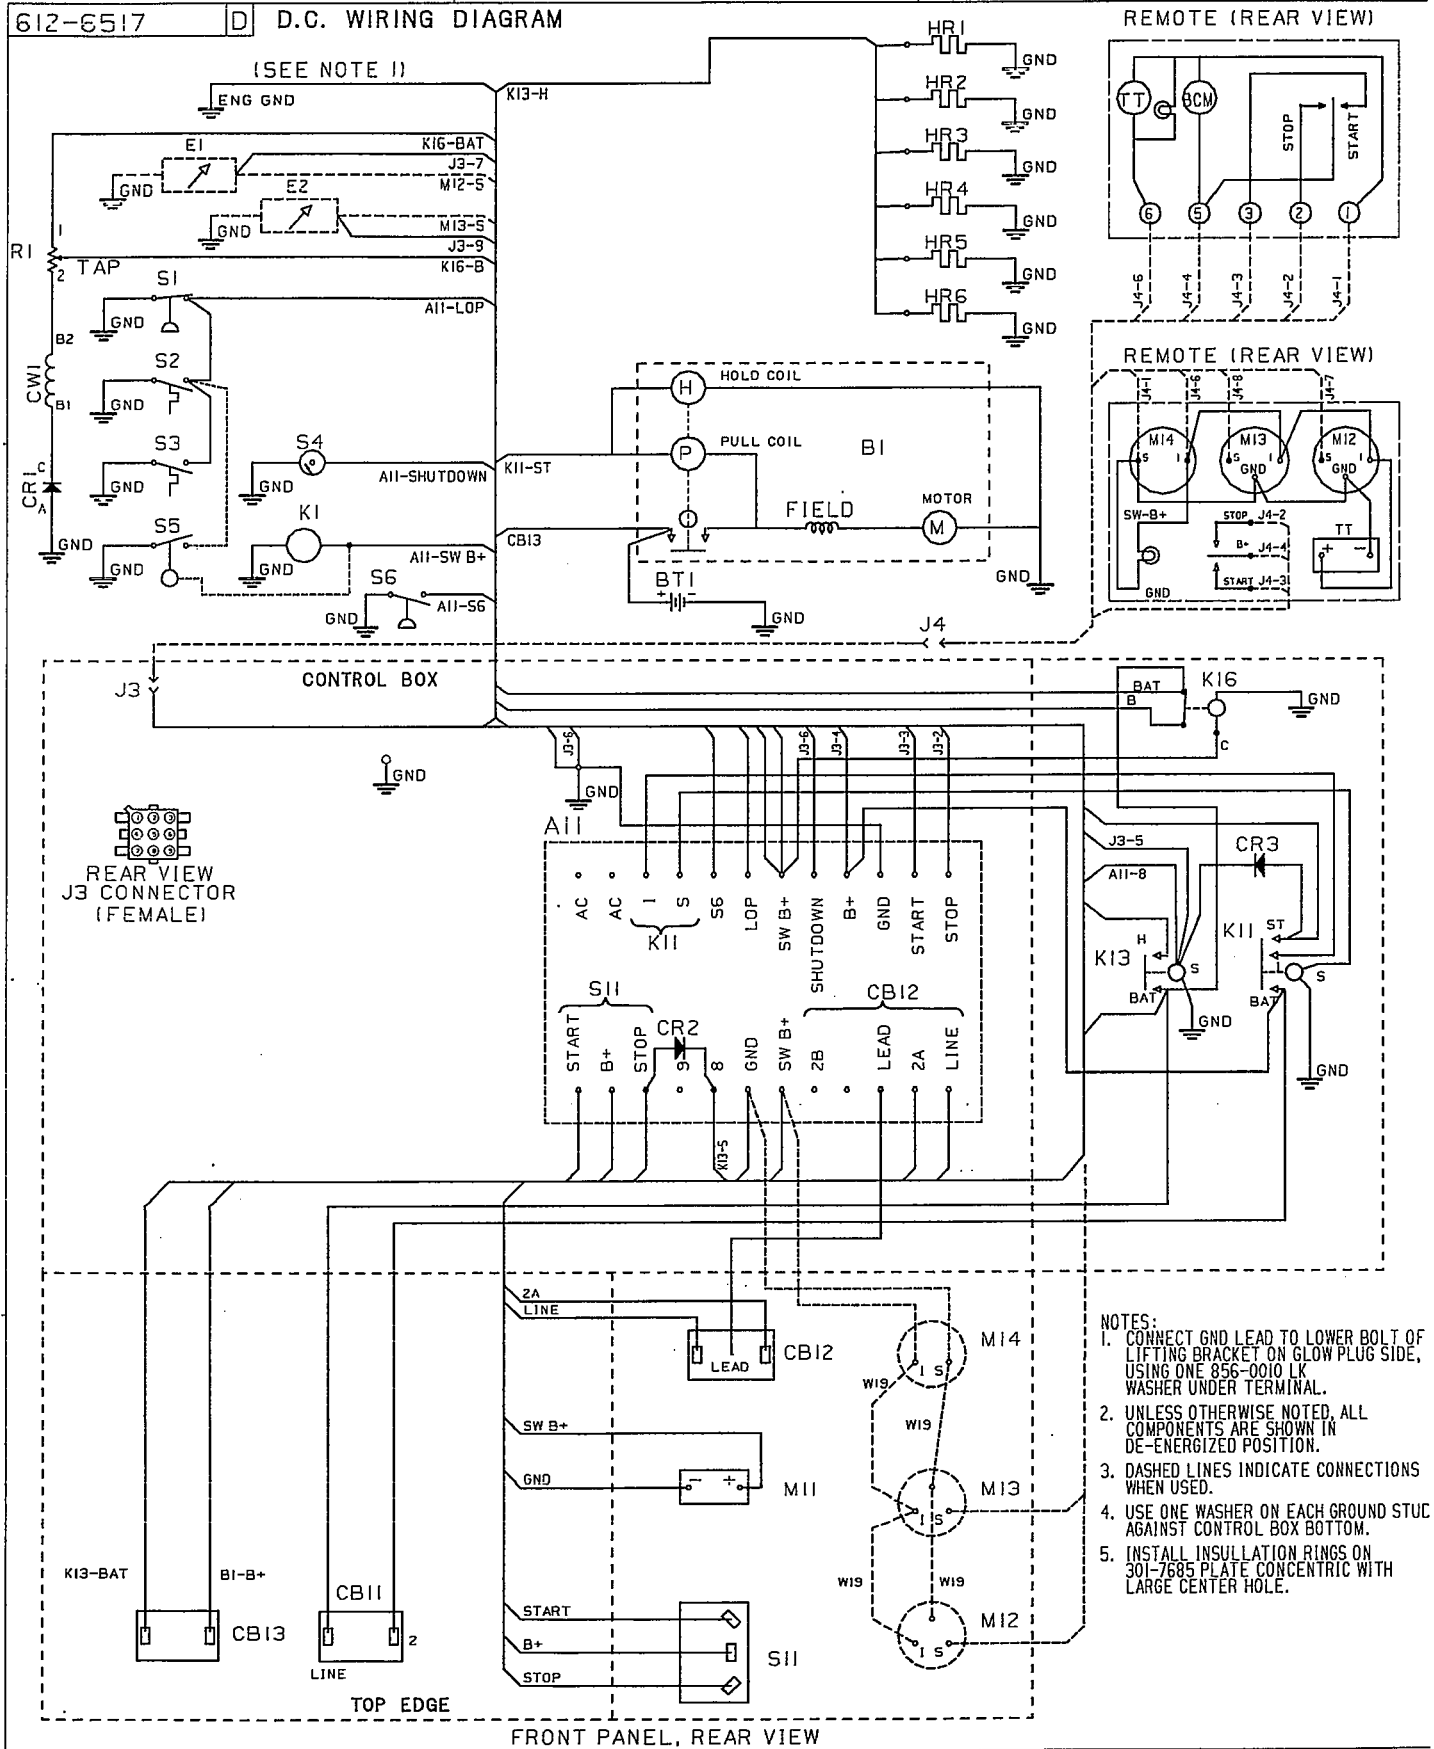 612-6517 D D.C. WIRING DIAGRAM
REMOTE (REAR VIEW)
(SEE NOTE 1)
ENG GND
K13-H
HR1
GND
HR2
GND
HR3
GND
HR4
GND
HR5
GND
HR6
GND
TT
BCM
STOP
START
6 5 3 2 1
J4-6
J4-4
J4-3
J4-2
J4-1
K16-BAT
E1
J3-7
GND
M12-S
E2
M13-S
GND
J3-9
1
R1
TAP
2
K16-B
S1
A11-LOP
GND
B2
S2
CW1
B1
GND
S3
C
CR1
A
GND
GND
S4
GND
A11-SHUTDOWN
K11-ST
S5
GND
K1
GND
A11-SW B+
CB13
S6
GND
A11-S6
HOLD COIL
H
PULL COIL
P
B1
FIELD
MOTOR
M
GND
BT1
+ -
GND
REMOTE (REAR VIEW)
J4-1
J4-6
J4-8
J4-7
M14
S I
M13
S I
GND
M12
S I
GND
SW-B+
STOP J4-2
B+ J4-4
START J4-3
GND
TT
+ -
J4
J3
CONTROL BOX
GND
BAT
B
K16
GND
C
J3-6
GND
J3-6
J3-4
J3-3
J3-2
A11
REAR VIEW
J3 CONNECTOR
(FEMALE)
AC
AC
I
S
K11
S6
LOP
SW B+
SHUTDOWN
B+
GND
START
STOP
S11
START
B+
STOP
CR2
9
8
GND
SW B+
CB12
2B
LEAD
2A
LINE
K13-S
J3-5
A11-8
CR3
H
K13
S
BAT
GND
K11
ST
I
S
BAT
GND
2A
LINE
LEAD
CB12
M14
I S
W19
W19
SW B+
GND
- +
M11
M13
I S
W19
W19
M12
I S
K13-BAT
B1-B+
CB13
CB11
2
LINE
START
B+
STOP
S11
TOP EDGE
FRONT PANEL, REAR VIEW
NOTES:
1. CONNECT GND LEAD TO LOWER BOLT OF
LIFTING BRACKET ON GLOW PLUG SIDE,
USING ONE 856-0010 LK
WASHER UNDER TERMINAL.
2. UNLESS OTHERWISE NOTED, ALL
COMPONENTS ARE SHOWN IN
DE-ENERGIZED POSITION.
3. DASHED LINES INDICATE CONNECTIONS
WHEN USED.
4. USE ONE WASHER ON EACH GROUND STUD
AGAINST CONTROL BOX BOTTOM.
5. INSTALL INSULLATION RINGS ON
301-7685 PLATE CONCENTRIC WITH
LARGE CENTER HOLE.